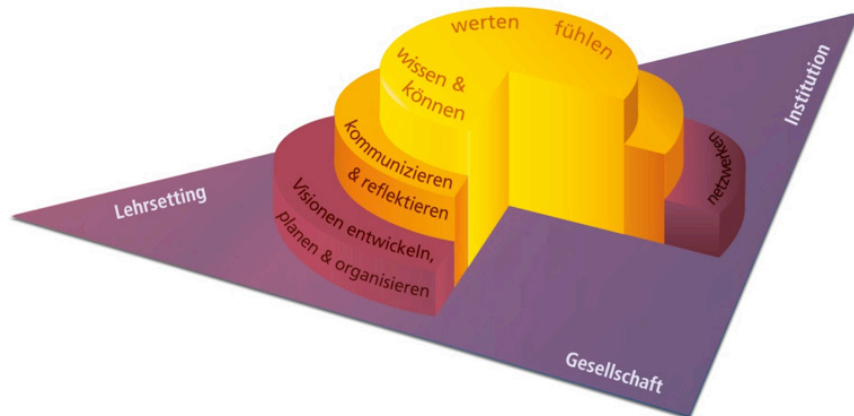 werten fühlen
wissen &
können
kommunizieren
& reflektieren
Visionen entwickeln,
planen & organisieren
netzwerken
Lehrsetting
Institution
Gesellschaft